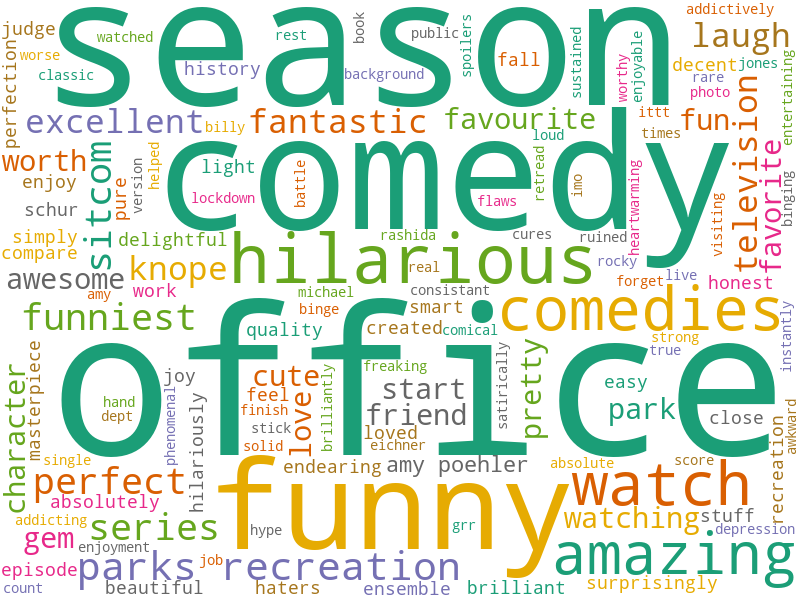 season
comedy
office
funny
judge
worse
watched
classic
perfection
history
rest
book
background
public
spoilers
addictively
laugh
fall
sustained
worthy
enjoyable
decent
jones
rare
photo
entertaining
excellent
billy
fantastic
favourite
loud
ittt
times
fun
television
favorite
binging
worth
enjoy
schur
sitcom
pure
version
helped
light
lockdown
battle
flaws
retread
imo
heartwarming
visiting
simply
compare
delightful
hilarious
rashida
cures
ruined
rocky
awesome
knope
real
consistant
forget
live
honest
amy
work
michael
binge
smart
comedies
funniest
quality
created
comical
strong
true
instantly
character
masterpiece
joy
cute
feel
finish
stick
solid
love
brilliantly
freaking
start
friend
satirically
pretty
easy
park
close
awkward
hand
dept
phenomenal
hilariously
loved
eichner
single
perfect
endearing
amy poehler
absolute
watch
score
recreation
absolutely
addicting
series
gem
enjoyment
hype
grr
watching
stuff
depression
amazing
episode
parks
job
recreation
count
beautiful
haters
ensemble
brilliant
surprisingly